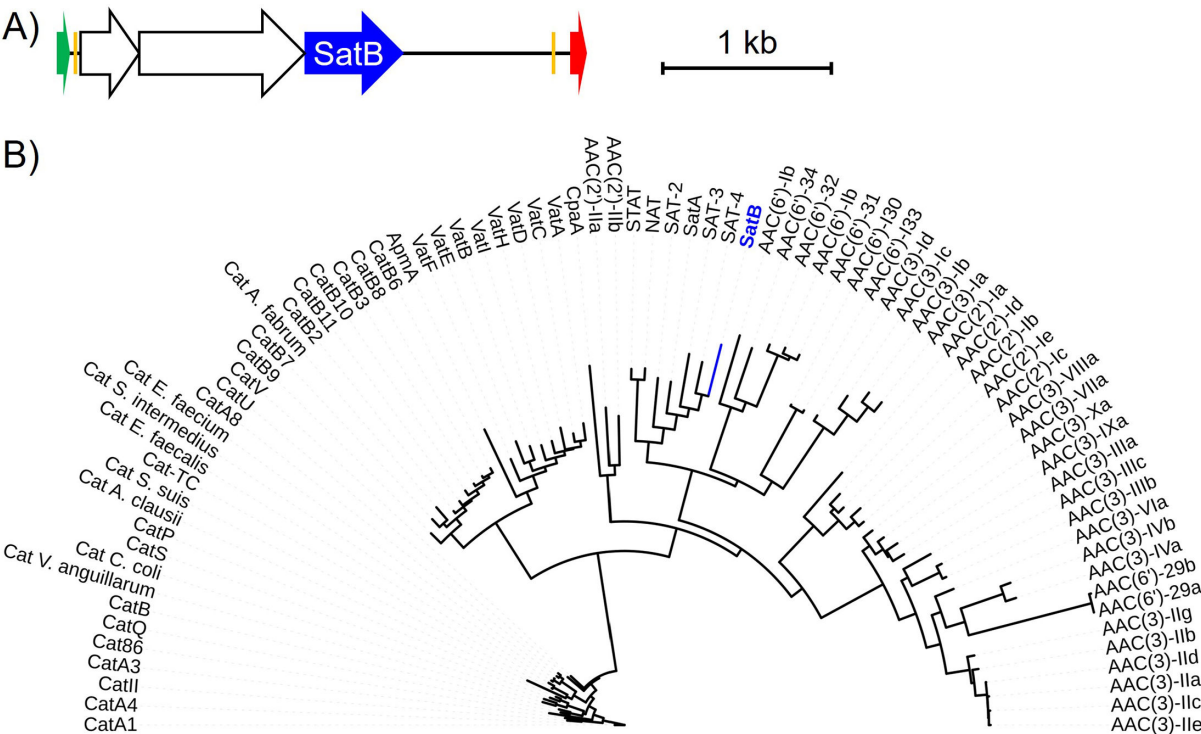 A)
SatB
1 kb
B)
CatA1
CatA4
CatII
CatA3
Cat86
CatQ
CatB
Cat V. anguillarum
Cat C. coli
CatS
CatP
Cat A. clausii
Cat S. suis
Cat-TC
Cat E. faecalis
Cat S. intermedius
Cat E. faecium
CatA8
CatU
CatV
CatB9
CatB7
Cat A. fabrum
CatB2
CatB11
CatB10
CatB3
CatB8
CatB6
ApmA
VatF
VatE
VatB
VatI
VatH
VatD
VatC
VatA
CpaA
AAC(2')-IIa
AAC(2')-IIb
STAT
NAT
SAT-2
SatA
SAT-3
SAT-4
SatB
AAC(6')-Ib
AAC(6')-34
AAC(6')-32
AAC(6')-Ib
AAC(6')-31
AAC(6')-I30
AAC(6')-I33
AAC(3)-Id
AAC(3)-Ic
AAC(3)-Ib
AAC(3)-Ia
AAC(2')-Ia
AAC(2')-Id
AAC(2')-Ib
AAC(2')-Ie
AAC(2')-Ic
AAC(3)-VIIIa
AAC(3)-VIIa
AAC(3)-Xa
AAC(3)-IXa
AAC(3)-IIIa
AAC(3)-IIIc
AAC(3)-IIIb
AAC(3)-VIa
AAC(3)-IVb
AAC(3)-IVa
AAC(6')-29b
AAC(6')-29a
AAC(3)-IIg
AAC(3)-IIb
AAC(3)-IId
AAC(3)-IIa
AAC(3)-IIc
AAC(3)-IIe